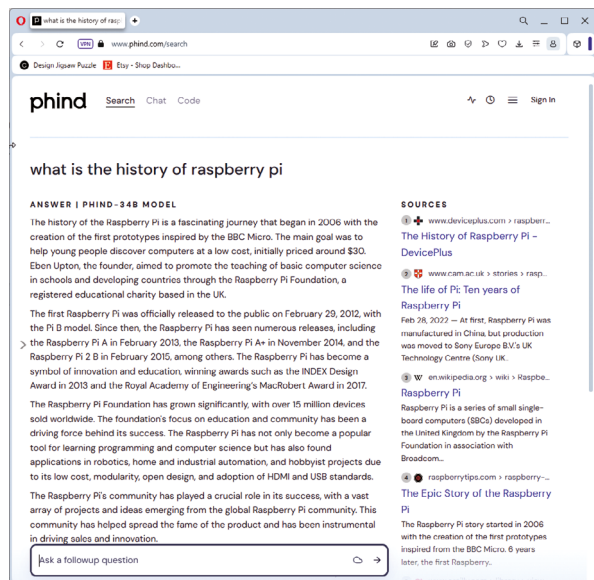 what is the history of rasp
VPN
www.phind.com/search
Design Jigsaw Puzzle
Etsy - Shop Dashbo...
phind
Search
Chat
Code
Sign In
what is the history of raspberry pi
ANSWER | PHIND-34B MODEL
The history of the Raspberry Pi is a fascinating journey that began in 2006 with the
creation of the first prototypes inspired by the BBC Micro. The main goal was to
help young people discover computers at a low cost, initially priced around $30.
Eben Upton, the founder, aimed to promote the teaching of basic computer science
in schools and developing countries through the Raspberry Pi Foundation, a
registered educational charity based in the UK.
The first Raspberry Pi was officially released to the public on February 29, 2012, with
the Pi B model. Since then, the Raspberry Pi has seen numerous releases, including
the Raspberry Pi A in February 2013, the Raspberry Pi A+ in November 2014, and the
Raspberry Pi 2 B in February 2015, among others. The Raspberry Pi has become a
symbol of innovation and education, winning awards such as the INDEX Design
Award in 2013 and the Royal Academy of Engineering's MacRobert Award in 2017.
The Raspberry Pi Foundation has grown significantly, with over 15 million devices
sold worldwide. The foundation's focus on education and community has been a
driving force behind its success. The Raspberry Pi has not only become a popular
tool for learning programming and computer science but has also found
applications in robotics, home and industrial automation, and hobbyist projects due
to its low cost, modularity, open design, and adoption of HDMI and USB standards.
The Raspberry Pi's community has played a crucial role in its success, with a vast
array of projects and ideas emerging from the global Raspberry Pi community. This
community has helped spread the fame of the product and has been instrumental
in driving sales and innovation.
Ask a followup question
SOURCES
1 www.deviceplus.com > raspberr...
The History of Raspberry Pi -
DevicePlus
2 www.cam.ac.uk > stories > rasp...
The life of Pi: Ten years of
Raspberry Pi
Feb 28, 2022 — At first, Raspberry Pi was
manufactured in China, but production
was moved to Sony Europe B.V.'s UK
Technology Centre (Sony UK...
3 W en.wikipedia.org > wiki > Raspbe...
Raspberry Pi
Raspberry Pi is a series of small single-
board computers (SBCs) developed in
the United Kingdom by the Raspberry Pi
Foundation in association with
Broadcom...
4 raspberrytips.com > raspberry-...
The Epic Story of the Raspberry
Pi
The Raspberry Pi story started in 2006
with the creation of the first prototypes
inspired from the BBC Micro. 6 years
later, the first Raspberry..